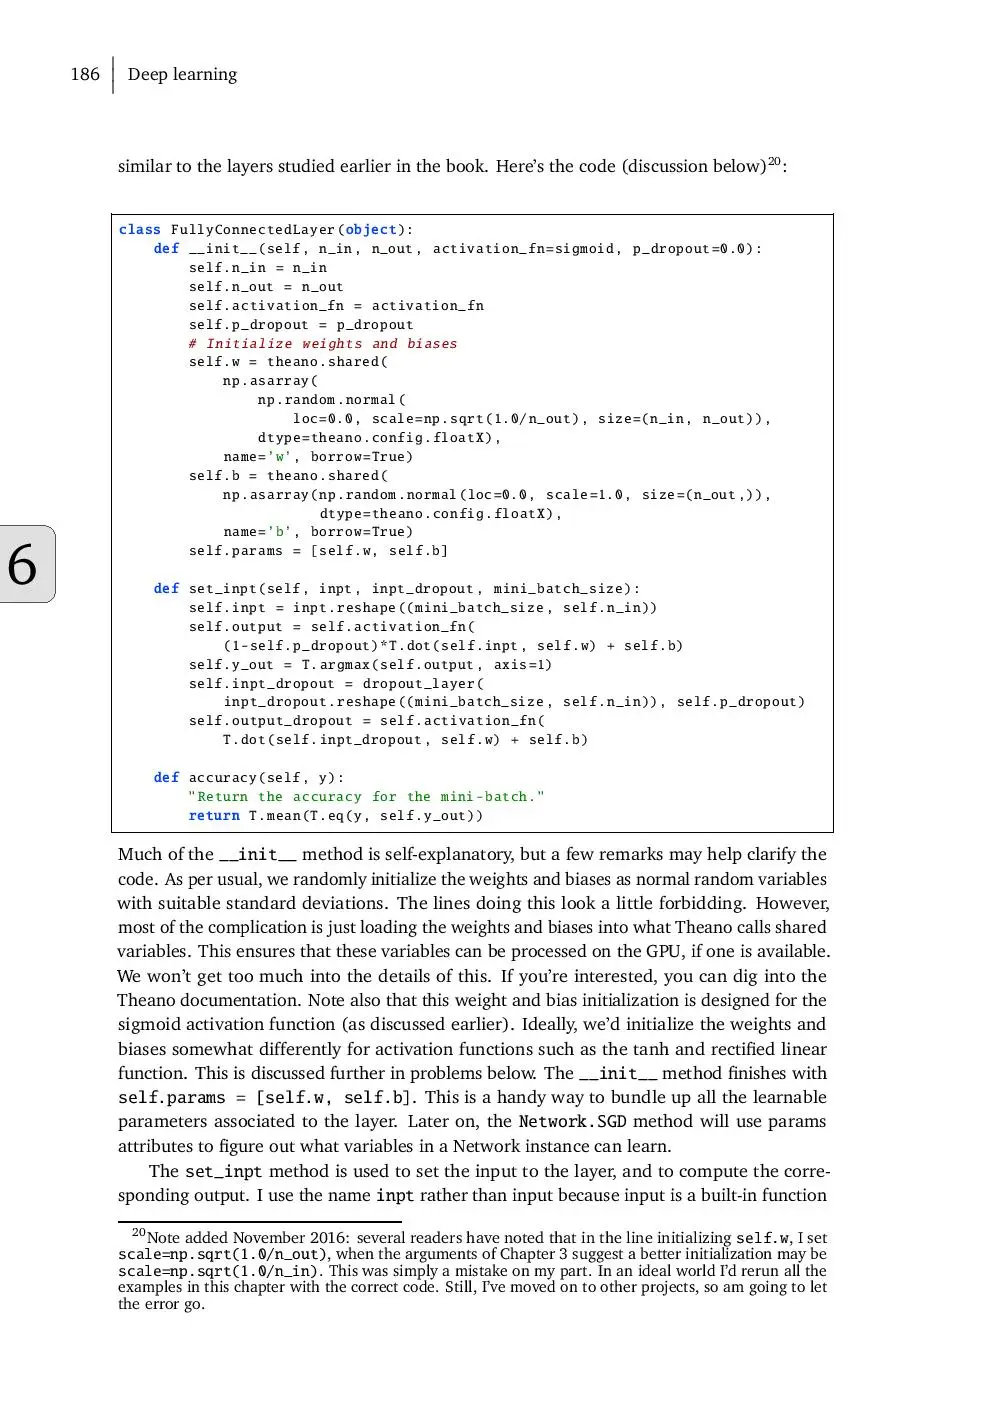 186 Deep learning
similar to the layers studied earlier in the book. Here's the code (discussion below)20:
class FullyConnectedLayer(object):
    def __init__(self, n_in, n_out, activation_fn=sigmoid, p_dropout=0.0):
        self.n_in = n_in
        self.n_out = n_out
        self.activation_fn = activation_fn
        self.p_dropout = p_dropout
        # Initialize weights and biases
        self.w = theano.shared(
            np.asarray(
                np.random.normal(
                    loc=0.0, scale=np.sqrt(1.0/n_out), size=(n_in, n_out)),
                dtype=theano.config.floatX),
            name='w', borrow=True)
        self.b = theano.shared(
            np.asarray(np.random.normal(loc=0.0, scale=1.0, size=(n_out,)),
                       dtype=theano.config.floatX),
            name='b', borrow=True)
        self.params = [self.w, self.b]
6
    def set_inpt(self, inpt, inpt_dropout, mini_batch_size):
        self.inpt = inpt.reshape((mini_batch_size, self.n_in))
        self.output = self.activation_fn(
            (1-self.p_dropout)*T.dot(self.inpt, self.w) + self.b)
        self.y_out = T.argmax(self.output, axis=1)
        self.inpt_dropout = dropout_layer(
            inpt_dropout.reshape((mini_batch_size, self.n_in)), self.p_dropout)
        self.output_dropout = self.activation_fn(
            T.dot(self.inpt_dropout, self.w) + self.b)
    def accuracy(self, y):
        "Return the accuracy for the mini-batch."
        return T.mean(T.eq(y, self.y_out))
Much of the __init__ method is self-explanatory, but a few remarks may help clarify the
code. As per usual, we randomly initialize the weights and biases as normal random variables
with suitable standard deviations. The lines doing this look a little forbidding. However,
most of the complication is just loading the weights and biases into what Theano calls shared
variables. This ensures that these variables can be processed on the GPU, if one is available.
We won't get too much into the details of this. If you're interested, you can dig into the
Theano documentation. Note also that this weight and bias initialization is designed for the
sigmoid activation function (as discussed earlier). Ideally, we'd initialize the weights and
biases somewhat differently for activation functions such as the tanh and rectified linear
function. This is discussed further in problems below. The __init__ method finishes with
self.params = [self.w, self.b]. This is a handy way to bundle up all the learnable
parameters associated to the layer. Later on, the Network.SGD method will use params
attributes to figure out what variables in a Network instance can learn.
The set_inpt method is used to set the input to the layer, and to compute the corre-
sponding output. I use the name inpt rather than input because input is a built-in function
20Note added November 2016: several readers have noted that in the line initializing self.w, I set
scale=np.sqrt(1.0/n_out), when the arguments of Chapter 3 suggest a better initialization may be
scale=np.sqrt(1.0/n_in). This was simply a mistake on my part. In an ideal world I'd rerun all the
examples in this chapter with the correct code. Still, I've moved on to other projects, so am going to let
the error go.